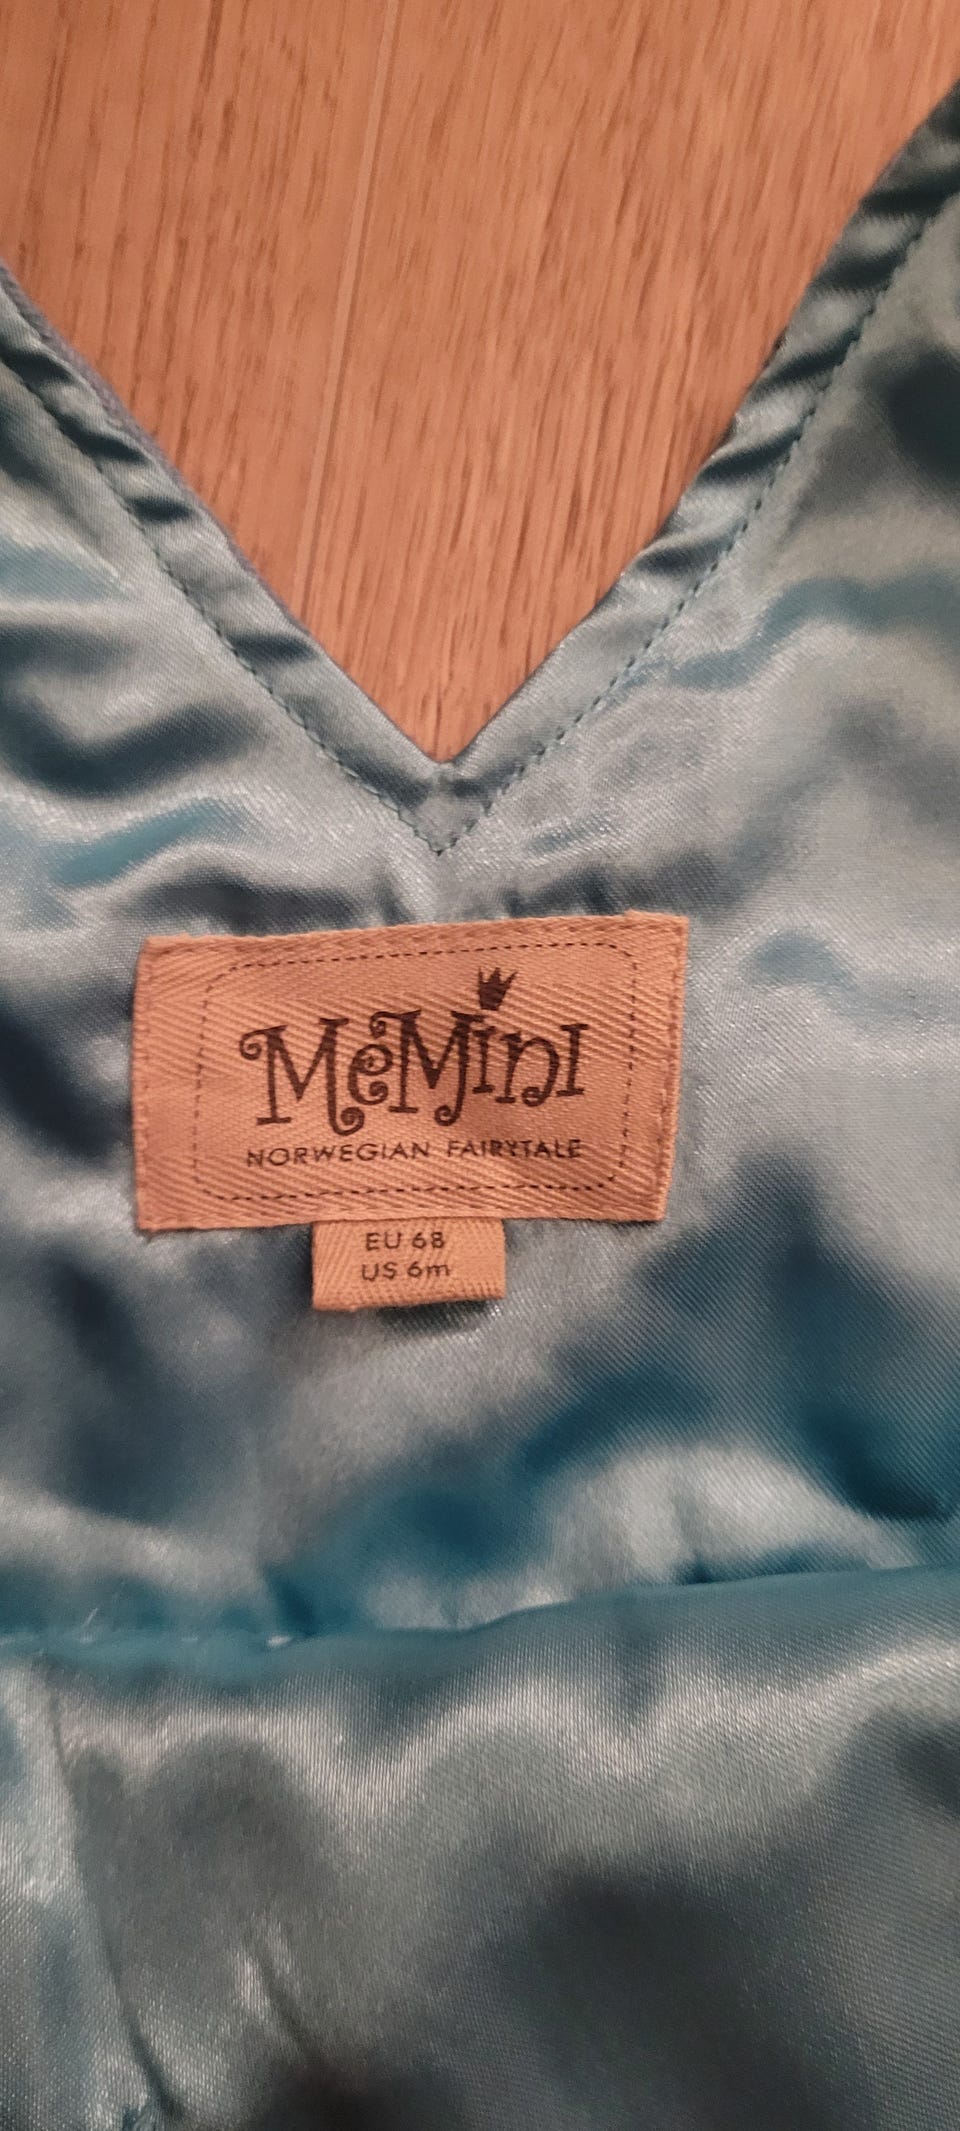 MeMini
NORWEGIAN FAIRYTALE
EU 68
US 6m